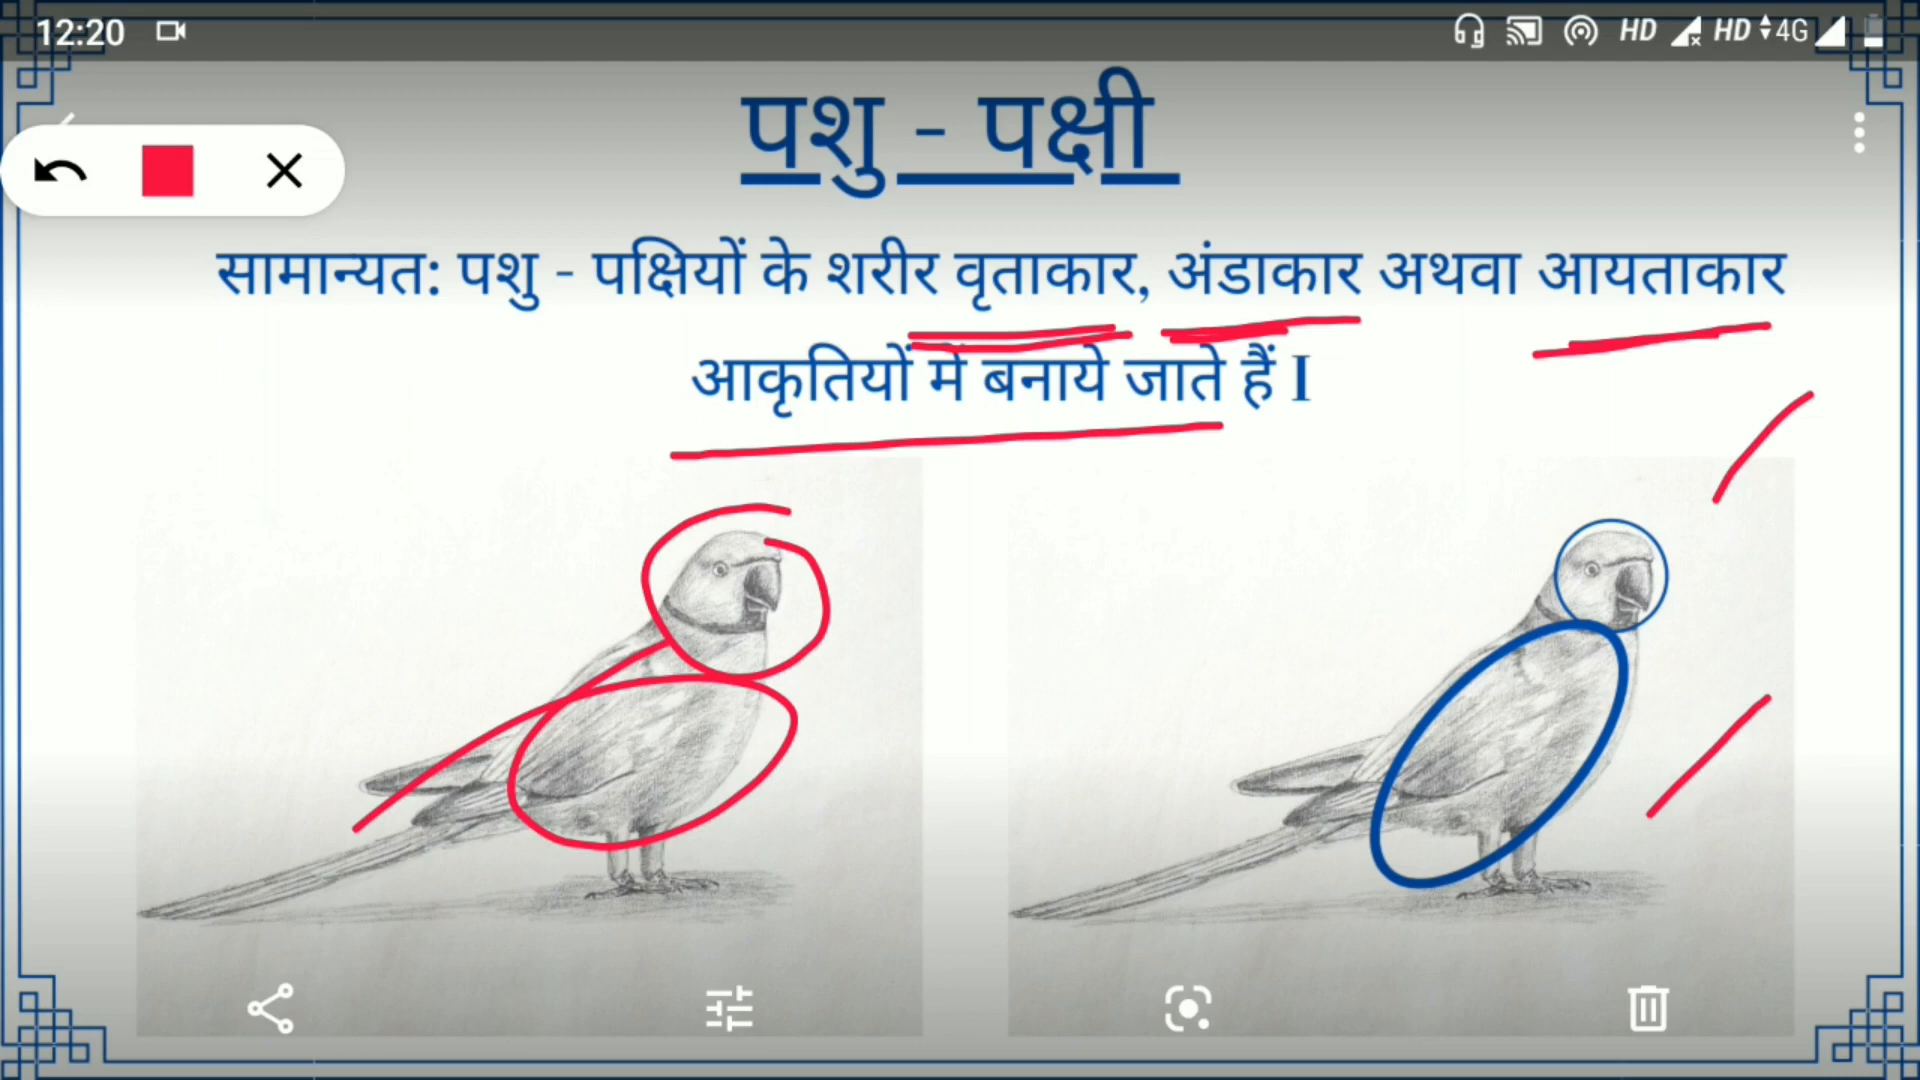 12:20
HD HD 4G
पशु - पक्षी
सामान्यत: पशु - पक्षियों के शरीर वृताकार, अंडाकार अथवा आयताकार
आकृतियों में बनाये जाते हैं I